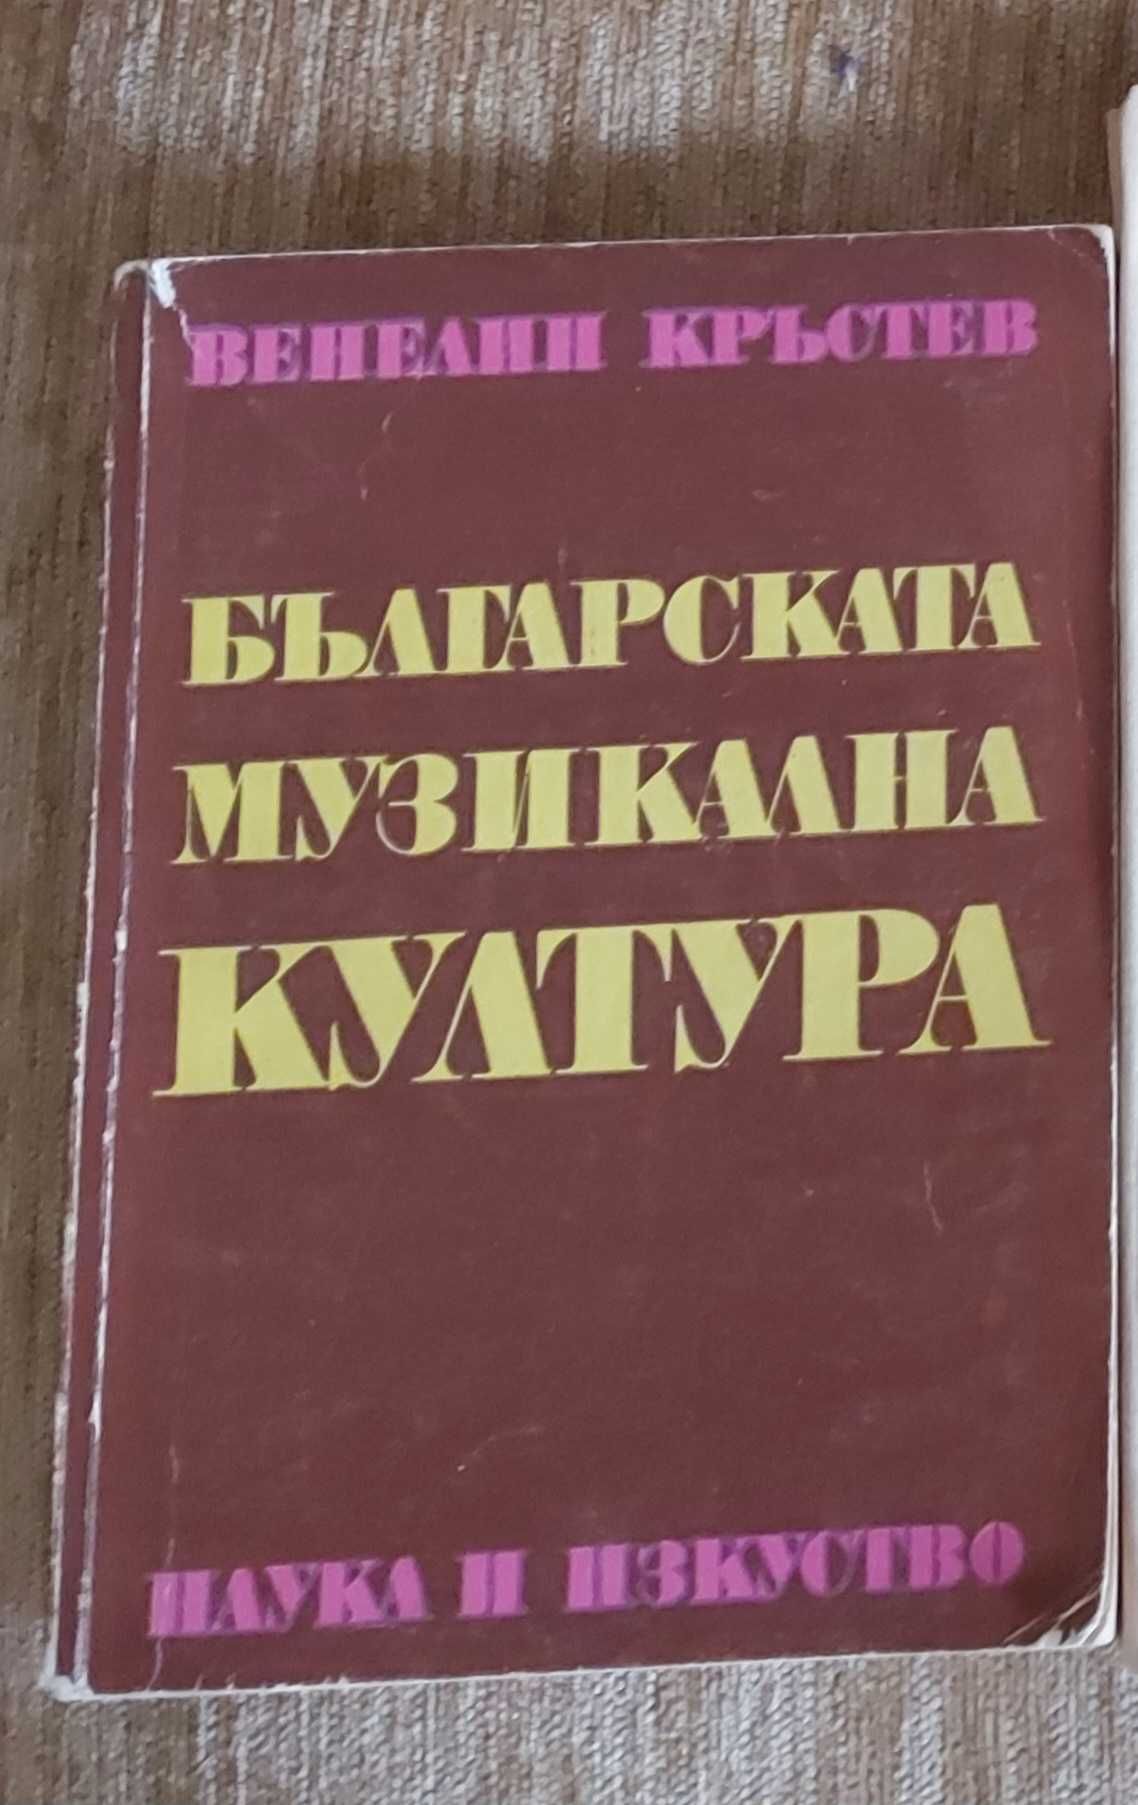 ВЕНЕЛИН КРЪСТЕВ
БЪЛГАРСКАТА
МУЗИКАЛНА
КУЛТУРА
НАУКА И ИЗКУСТВО